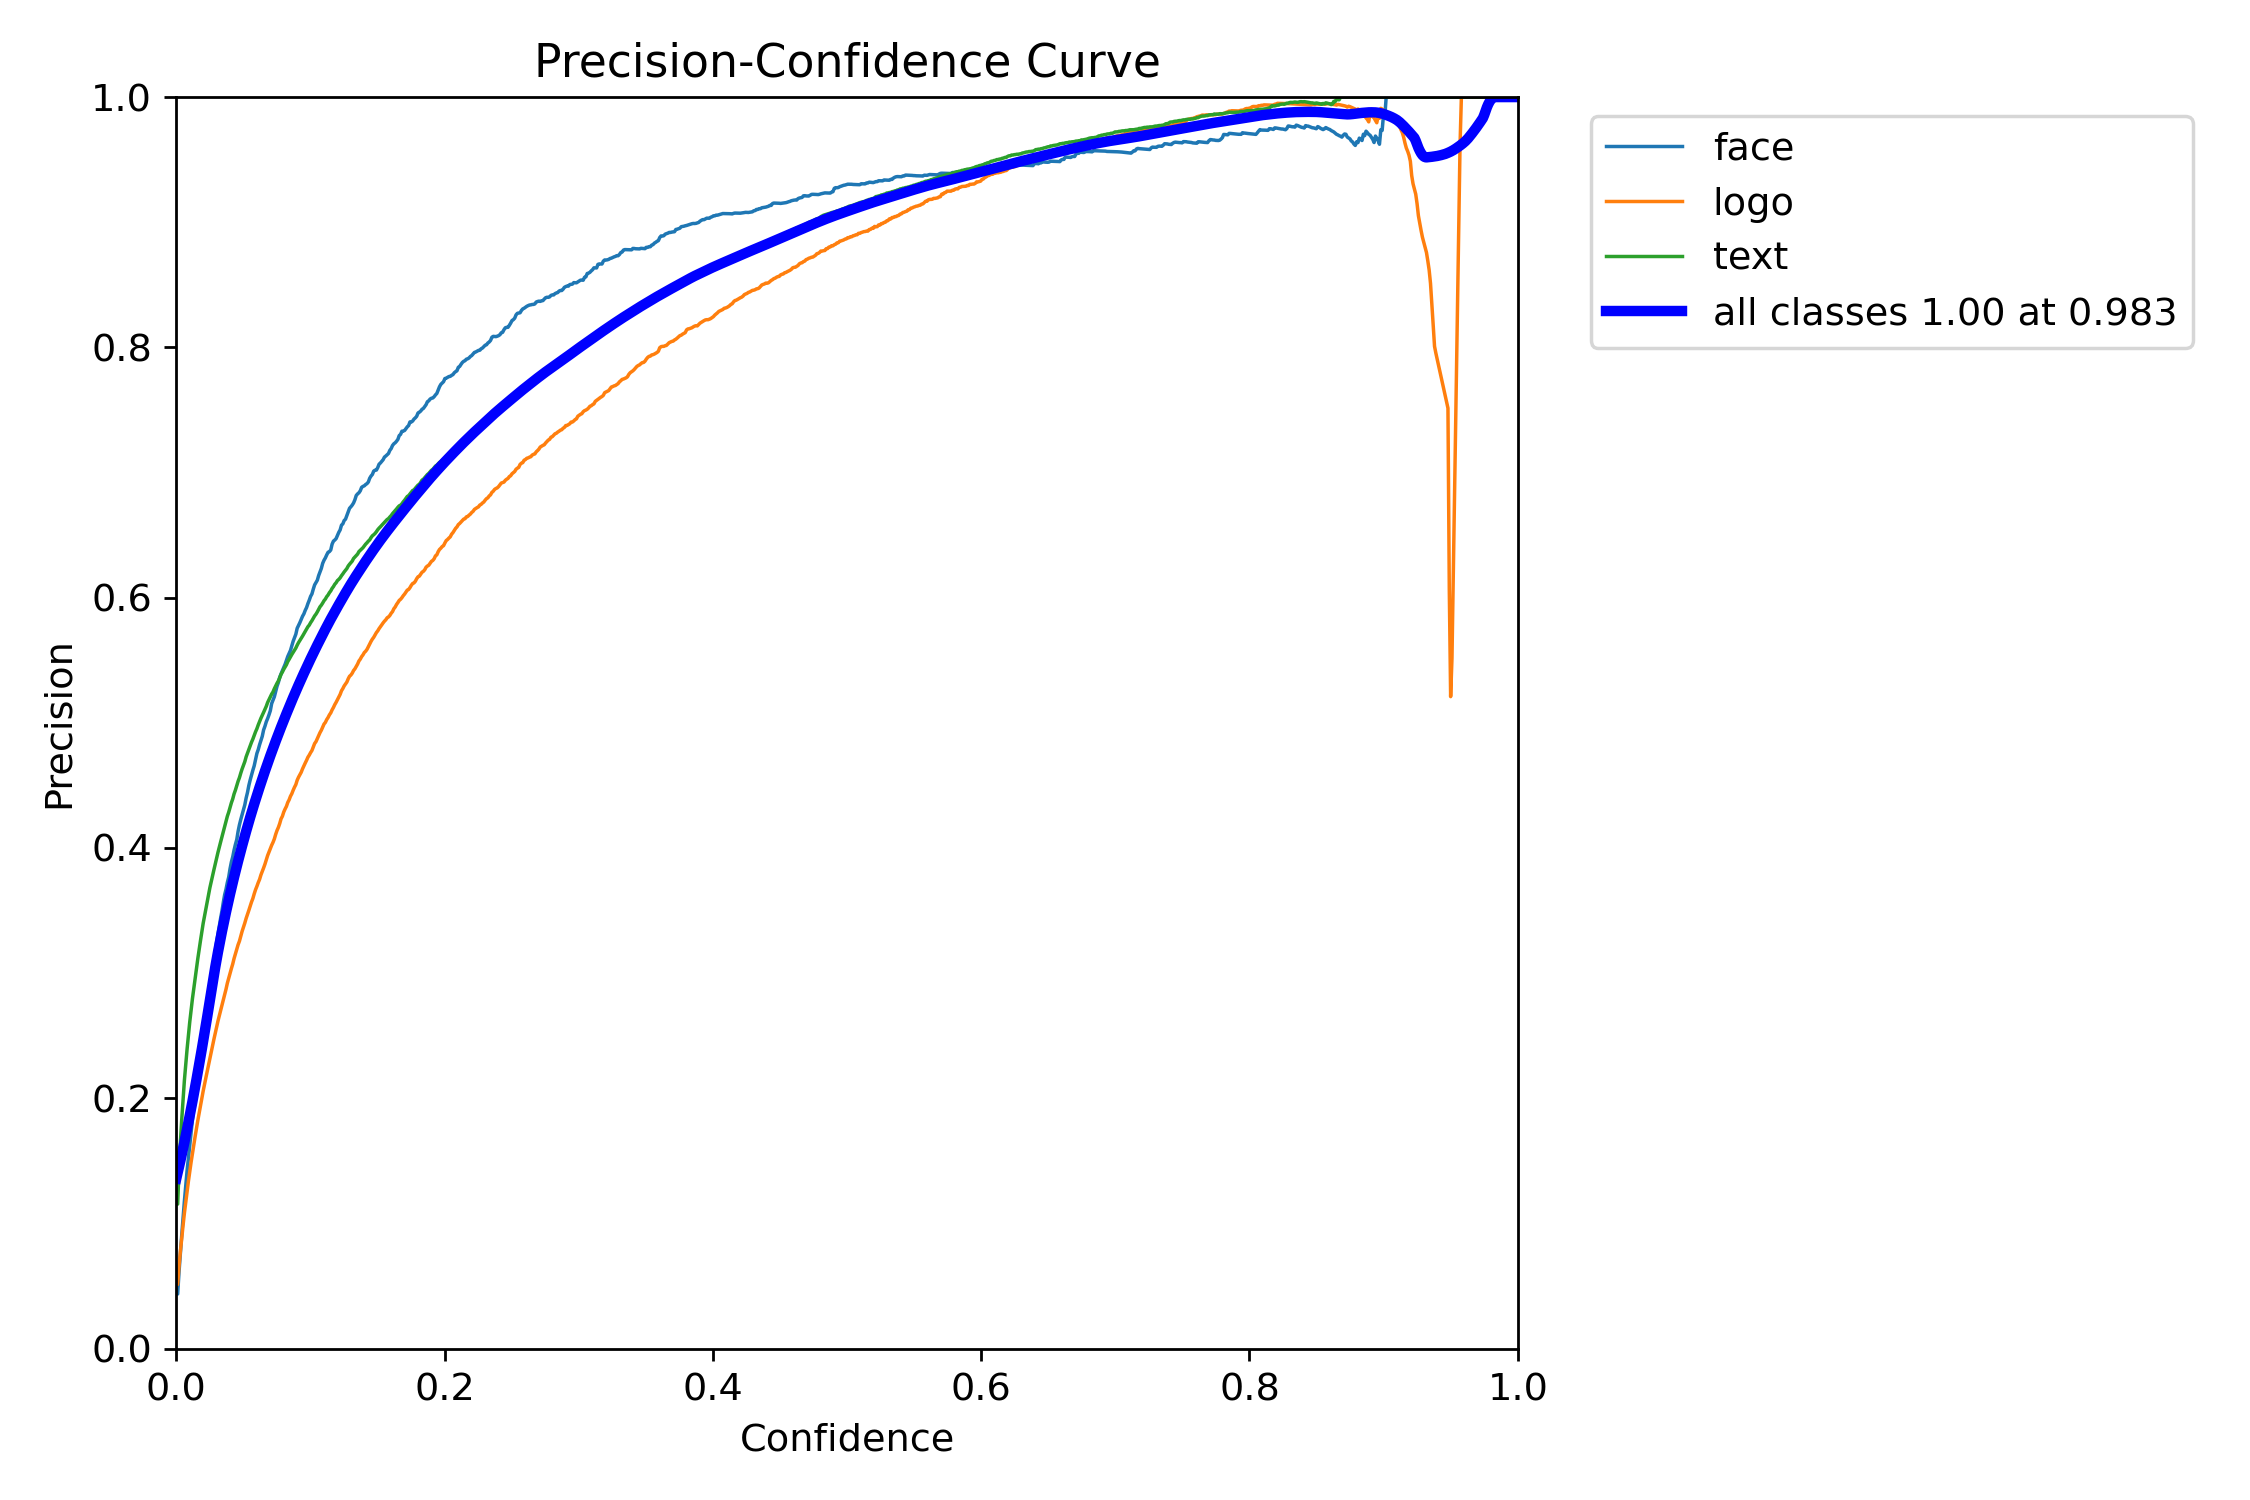 Precision-Confidence Curve
1.0
0.8
0.6
0.4
0.2
0.0
Precision
0.0 0.2 0.4 0.6 0.8 1.0
Confidence
face
logo
text
all classes 1.00 at 0.983